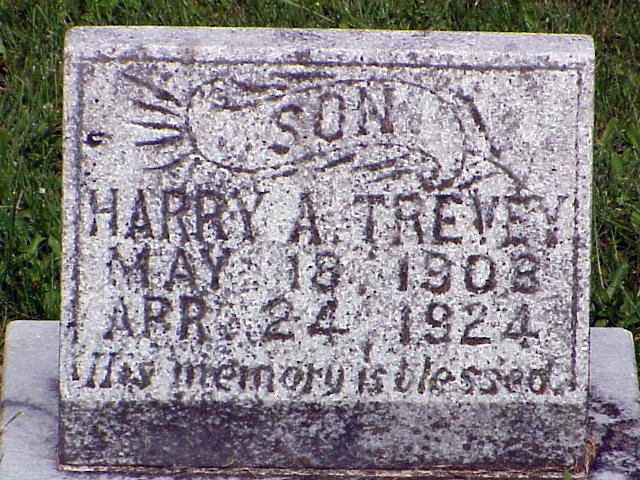 SON
HARRY A. TREVEY
MAY 18, 1908
APR. 24, 1924
His memory is blessed.